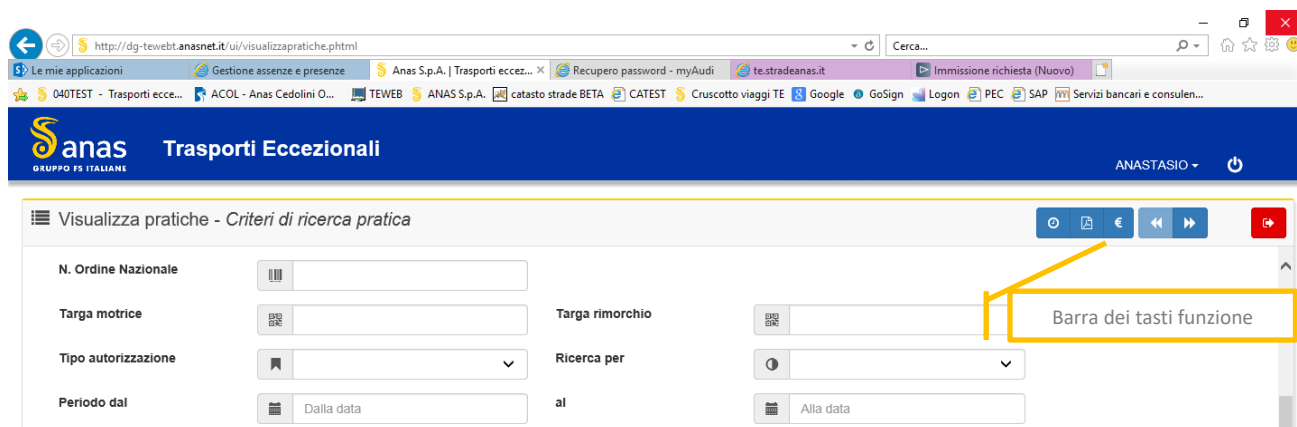 http://dg-tewebt.anasnet.it/ui/visualizzapratiche.phtml
Cerca...
Le mie applicazioni
Gestione assenze e presenze
Anas S.p.A. | Trasporti eccez...
Recupero password - myAudi
te.stradeanas.it
Immissione richiesta (Nuovo)
040TEST - Trasporti ecce...
ACOL - Anas Cedolini O...
TEWEB
ANAS S.p.A.
catasto strade BETA
CATEST
Cruscotto viaggi TE
Google
GoSign
Logon
PEC
SAP
Servizi bancari e consulen...
anas
GRUPPO FS ITALIANE
Trasporti Eccezionali
ANASTASIO
Visualizza pratiche - Criteri di ricerca pratica
€
N. Ordine Nazionale
Targa motrice
Targa rimorchio
Barra dei tasti funzione
Tipo autorizzazione
Ricerca per
Periodo dal
Dalla data
al
Alla data